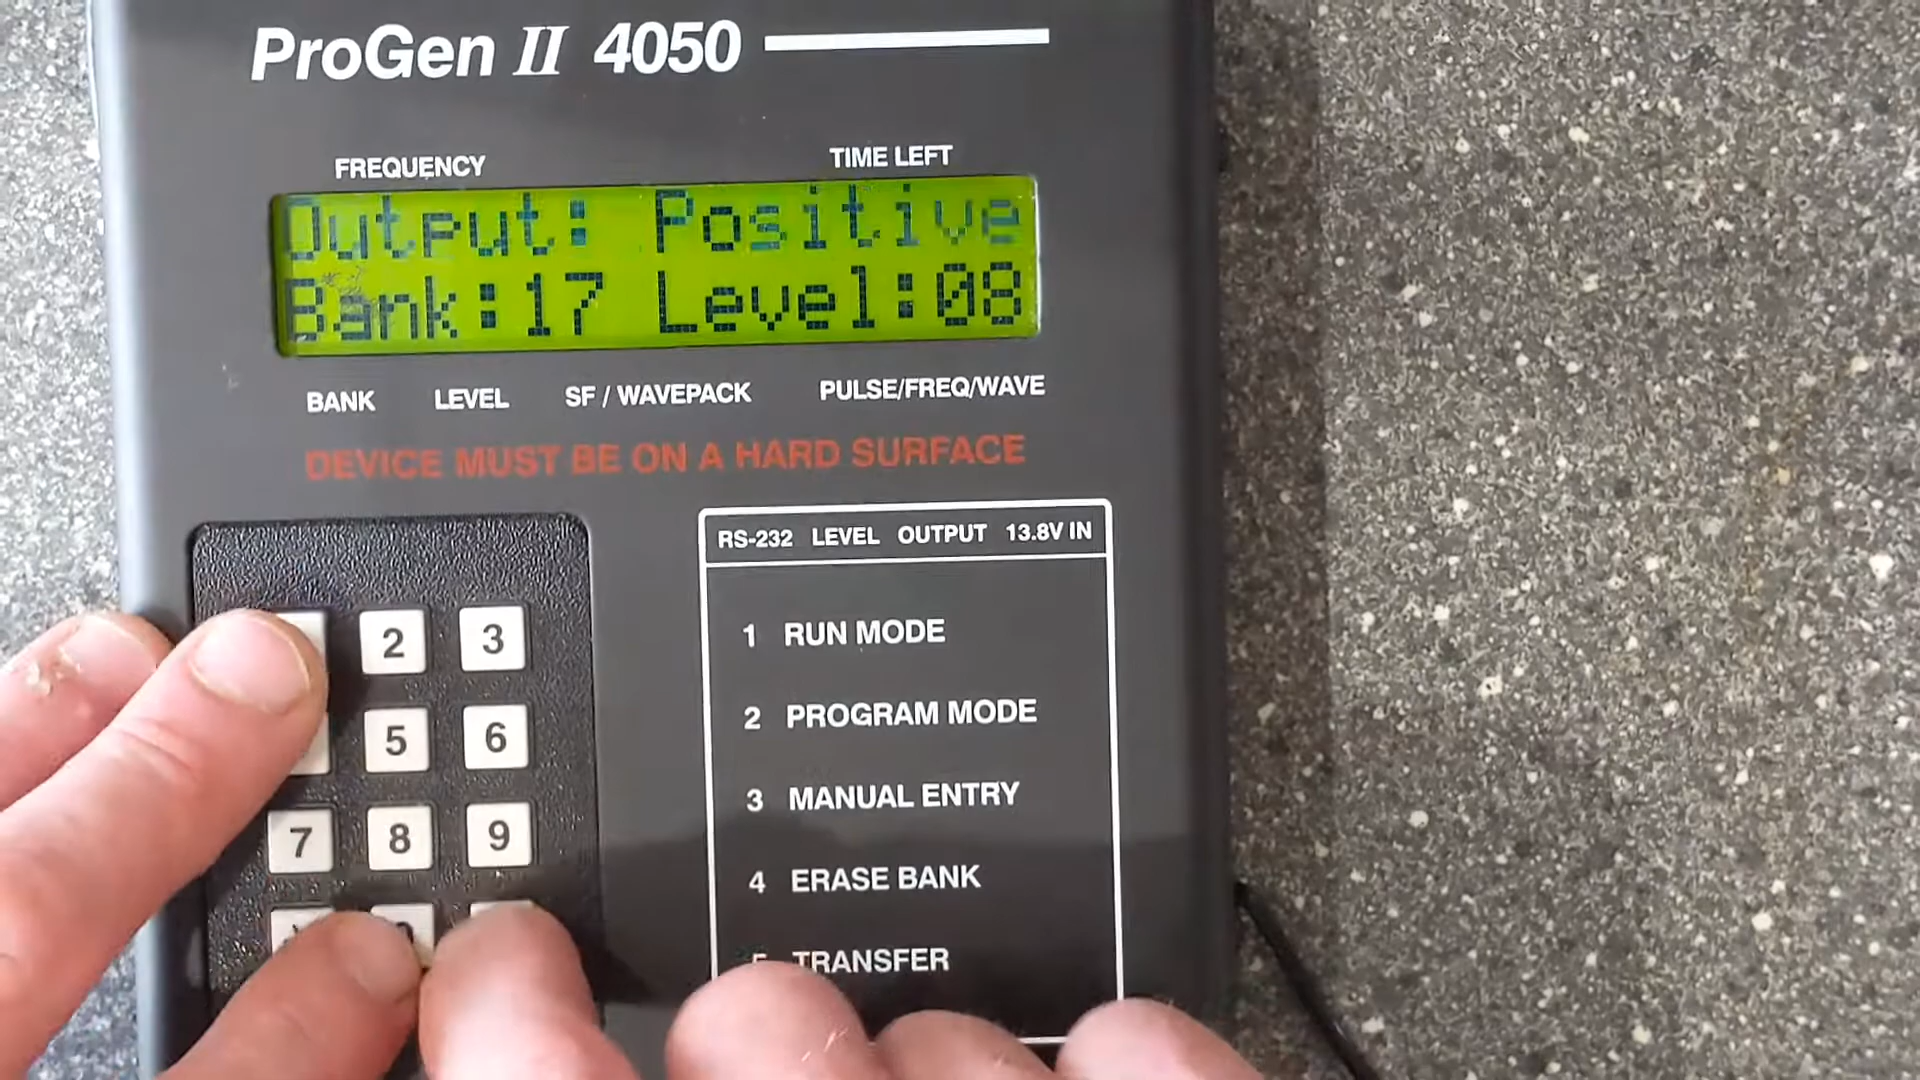 ProGen II 4050
FREQUENCY TIME LEFT
Output: Positive
Bank:17 Level:08
BANK LEVEL SF / WAVEPACK PULSE/FREQ/WAVE
DEVICE MUST BE ON A HARD SURFACE
RS-232 LEVEL OUTPUT 13.8V IN
1 RUN MODE
2 PROGRAM MODE
3 MANUAL ENTRY
4 ERASE BANK
5 TRANSFER
2 3
5 6
7 8 9